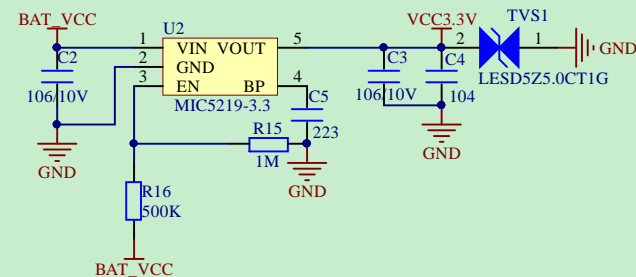 BAT_VCC
U2
VCC3.3V
TVS1
1
VIN
VOUT
5
C2
2
GND
C3
C4
2
1
GND
3
EN
BP
4
LESD5Z5.0CT1G
106/10V
MIC5219-3.3
C5
106/10V
104
R15
223
GND
1M
GND
GND
R16
500K
BAT_VCC